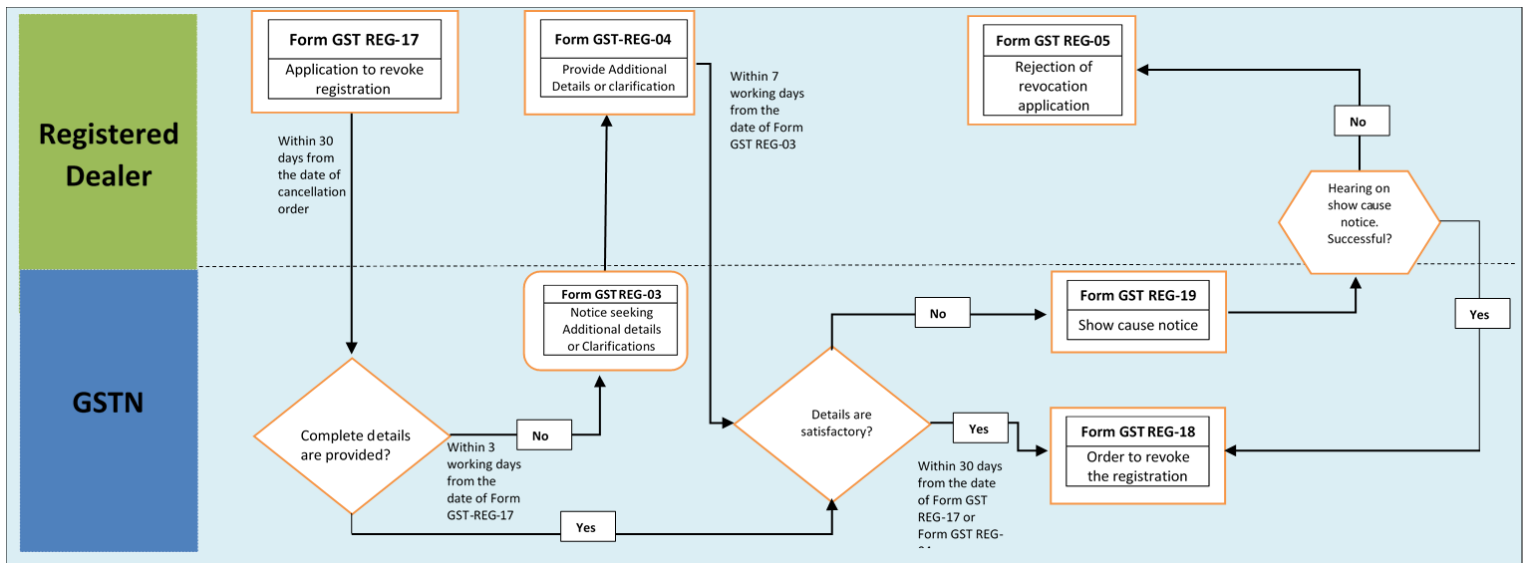 Registered
Dealer
Form GST REG-17
Application to revoke
registration
Within 30
days from
the date of
cancellation
order
Form GST-REG-04
Provide Additional
Details or clarification
Within 7
working days
from the
date of Form
GST REG-03
Form GST REG-05
Rejection of
revocation
application
No
Hearing on
show cause
notice.
Successful?
Yes
GSTN
Complete details
are provided?
No
Within 3
working days
from the
date of Form
GST-REG-17
Yes
Form GST REG-03
Notice seeking
Additional details
or Clarifications
Details are
satisfactory?
No
Form GST REG-19
Show cause notice
Yes
Within 30 days
from the date
of Form GST
REG-17 or
Form GST REG-
Form GST REG-18
Order to revoke
the registration